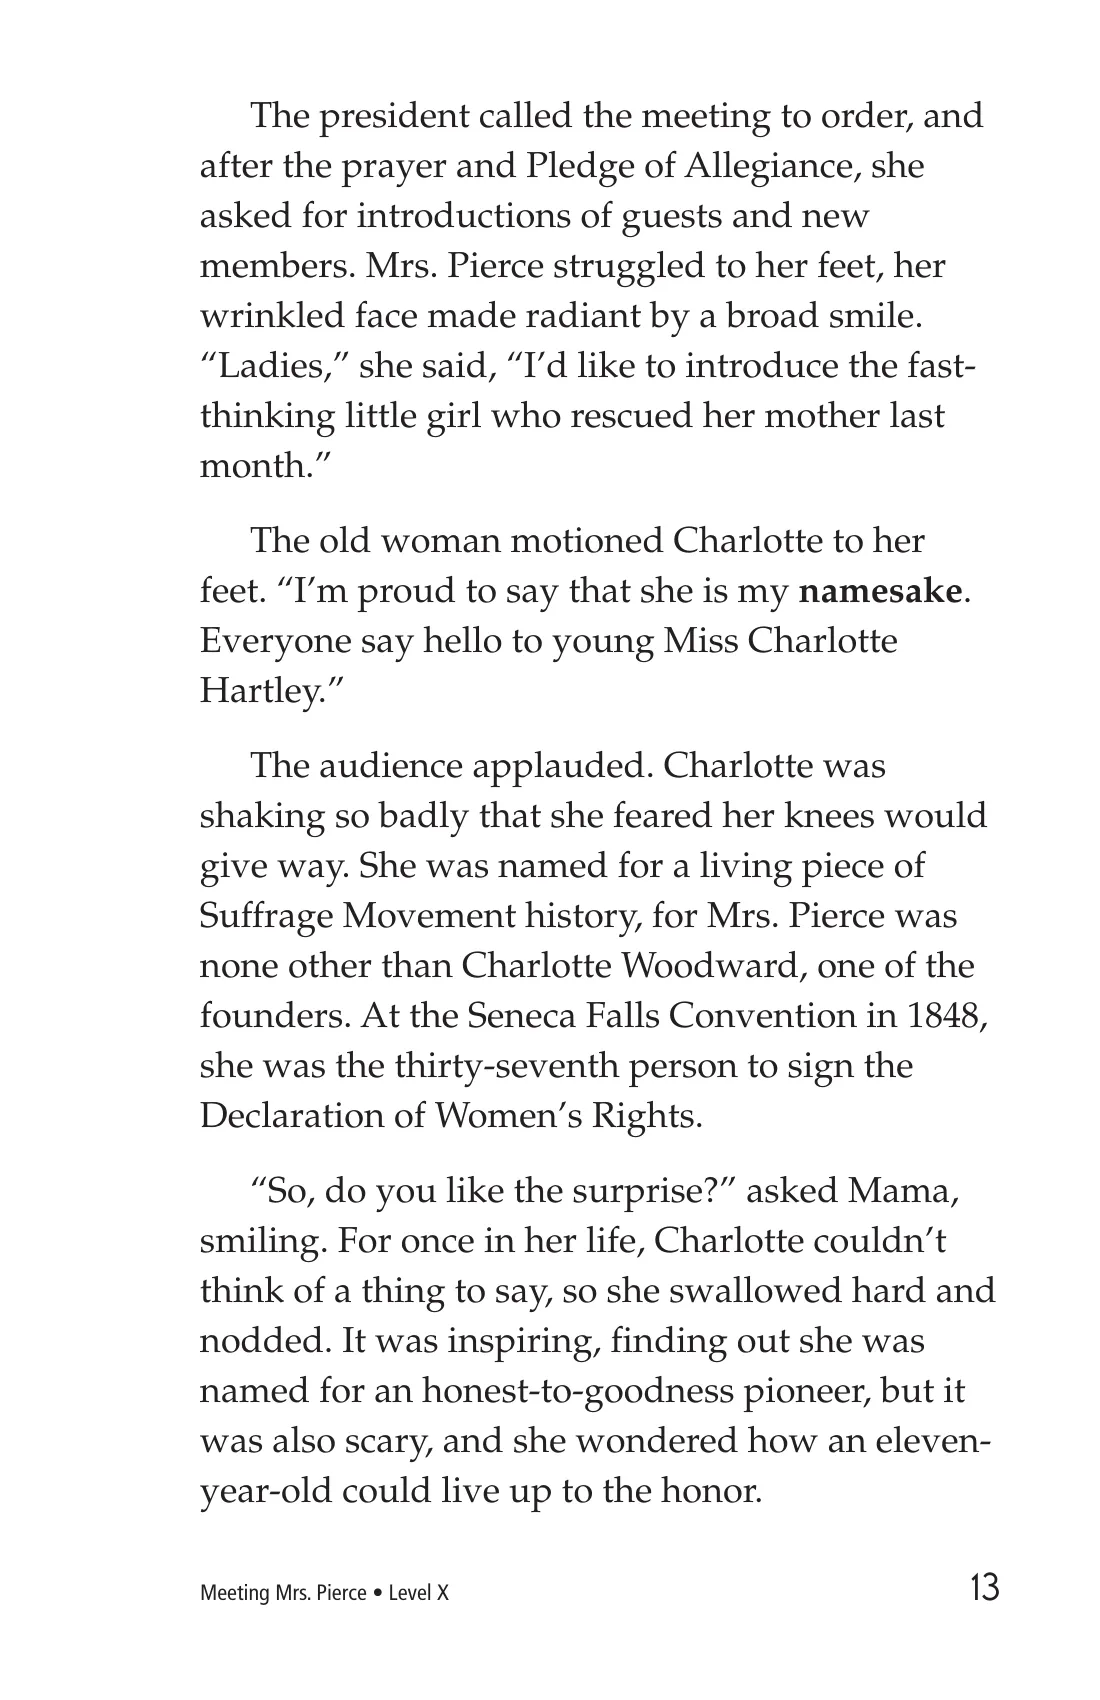 The president called the meeting to order, and
after the prayer and Pledge of Allegiance, she
asked for introductions of guests and new
members. Mrs. Pierce struggled to her feet, her
wrinkled face made radiant by a broad smile.
“Ladies,” she said, “I’d like to introduce the fast-
thinking little girl who rescued her mother last
month.”
The old woman motioned Charlotte to her
feet. “I’m proud to say that she is my namesake.
Everyone say hello to young Miss Charlotte
Hartley.”
The audience applauded. Charlotte was
shaking so badly that she feared her knees would
give way. She was named for a living piece of
Suffrage Movement history, for Mrs. Pierce was
none other than Charlotte Woodward, one of the
founders. At the Seneca Falls Convention in 1848,
she was the thirty-seventh person to sign the
Declaration of Women’s Rights.
“So, do you like the surprise?” asked Mama,
smiling. For once in her life, Charlotte couldn’t
think of a thing to say, so she swallowed hard and
nodded. It was inspiring, finding out she was
named for an honest-to-goodness pioneer, but it
was also scary, and she wondered how an eleven-
year-old could live up to the honor.
Meeting Mrs. Pierce • Level X 13